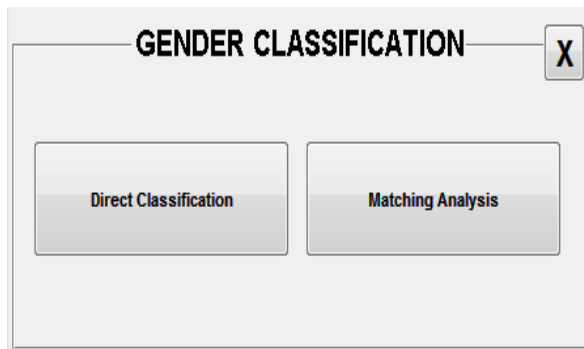 GENDER CLASSIFICATION
X
Direct Classification
Matching Analysis